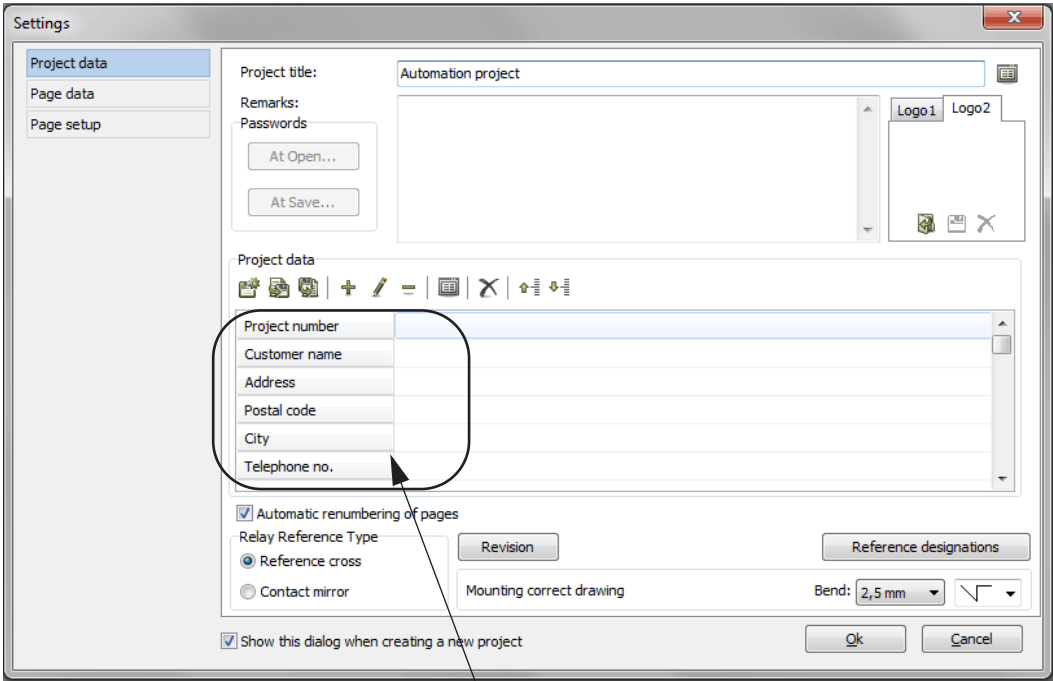 Settings
Project data
Page data
Page setup
Project title:
Automation project
Remarks:
Passwords
At Open...
At Save...
Logo1
Logo2
Project data
Project number
Customer name
Address
Postal code
City
Telephone no.
Automatic renumbering of pages
Relay Reference Type
Reference cross
Contact mirror
Revision
Reference designations
Mounting correct drawing
Bend:
2,5 mm
Show this dialog when creating a new project
Ok
Cancel